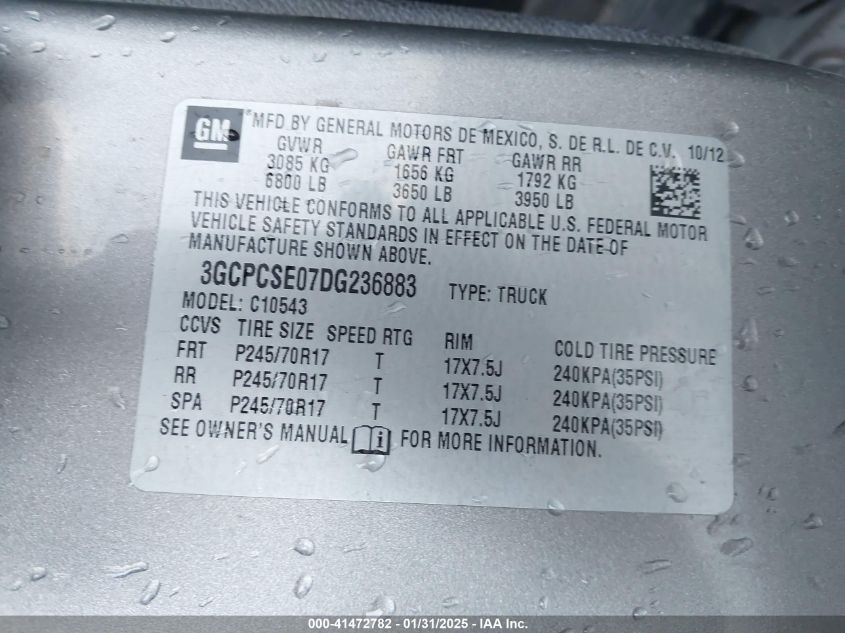 GM ® MFD BY GENERAL MOTORS DE MEXICO, S. DE R.L. DE C.V. 10/12
GVWR GAWR FRT GAWR RR
3085 KG 1656 KG 1792 KG
6800 LB 3650 LB 3950 LB
THIS VEHICLE CONFORMS TO ALL APPLICABLE U.S. FEDERAL MOTOR
VEHICLE SAFETY STANDARDS IN EFFECT ON THE DATE OF
MANUFACTURE SHOWN ABOVE.
3GCPCSE07DG236883 TYPE: TRUCK
MODEL: C10543
CCVS TIRE SIZE SPEED RTG RIM COLD TIRE PRESSURE
FRT P245/70R17 T 17X7.5J 240KPA(35PSI)
RR P245/70R17 T 17X7.5J 240KPA(35PSI)
SPA P245/70R17 T 17X7.5J 240KPA(35PSI)
SEE OWNER'S MANUAL i FOR MORE INFORMATION.
000-41472782 - 01/31/2025 - IAA Inc.